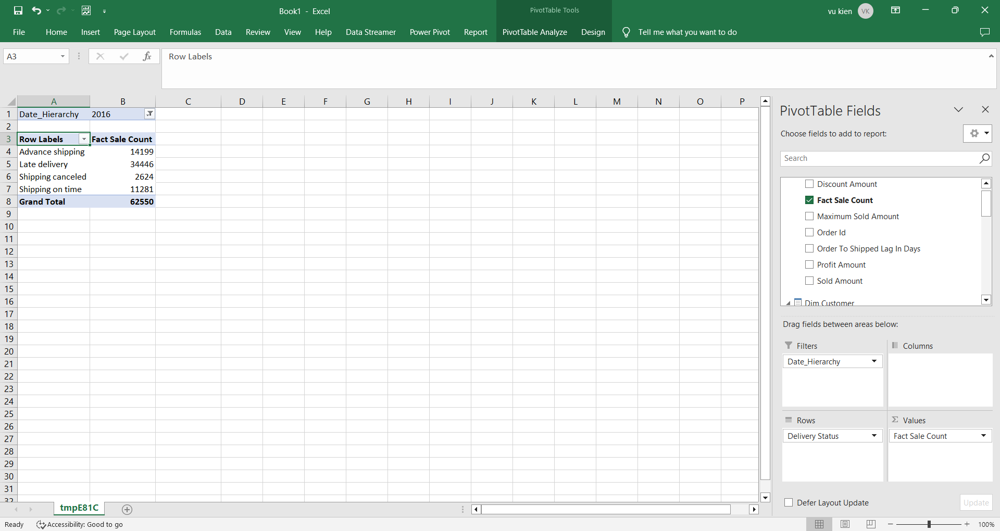 Book1 - Excel
PivotTable Tools
vu kien
VK
File Home Insert Page Layout Formulas Data Review View Help Data Streamer Power Pivot Report PivotTable Analyze Design Tell me what you want to do
A3
fx
Row Labels
A B C D E F G H I J K L M N O P
1 Date_Hierarchy 2016
2
3 Row Labels Fact Sale Count
4 Advance shipping 14199
5 Late delivery 34446
6 Shipping canceled 2624
7 Shipping on time 11281
8 Grand Total 62550
9
10
11
12
13
14
15
16
17
18
19
20
21
22
23
24
25
26
27
28
29
30
31
32
PivotTable Fields
Choose fields to add to report:
Search
Discount Amount
Fact Sale Count
Maximum Sold Amount
Order Id
Order To Shipped Lag In Days
Profit Amount
Sold Amount
Dim Customer
Drag fields between areas below:
Filters
Date_Hierarchy
Columns
Rows
Delivery Status
Σ Values
Fact Sale Count
Defer Layout Update
Update
tmpE81C
Ready
Accessibility: Good to go
100%